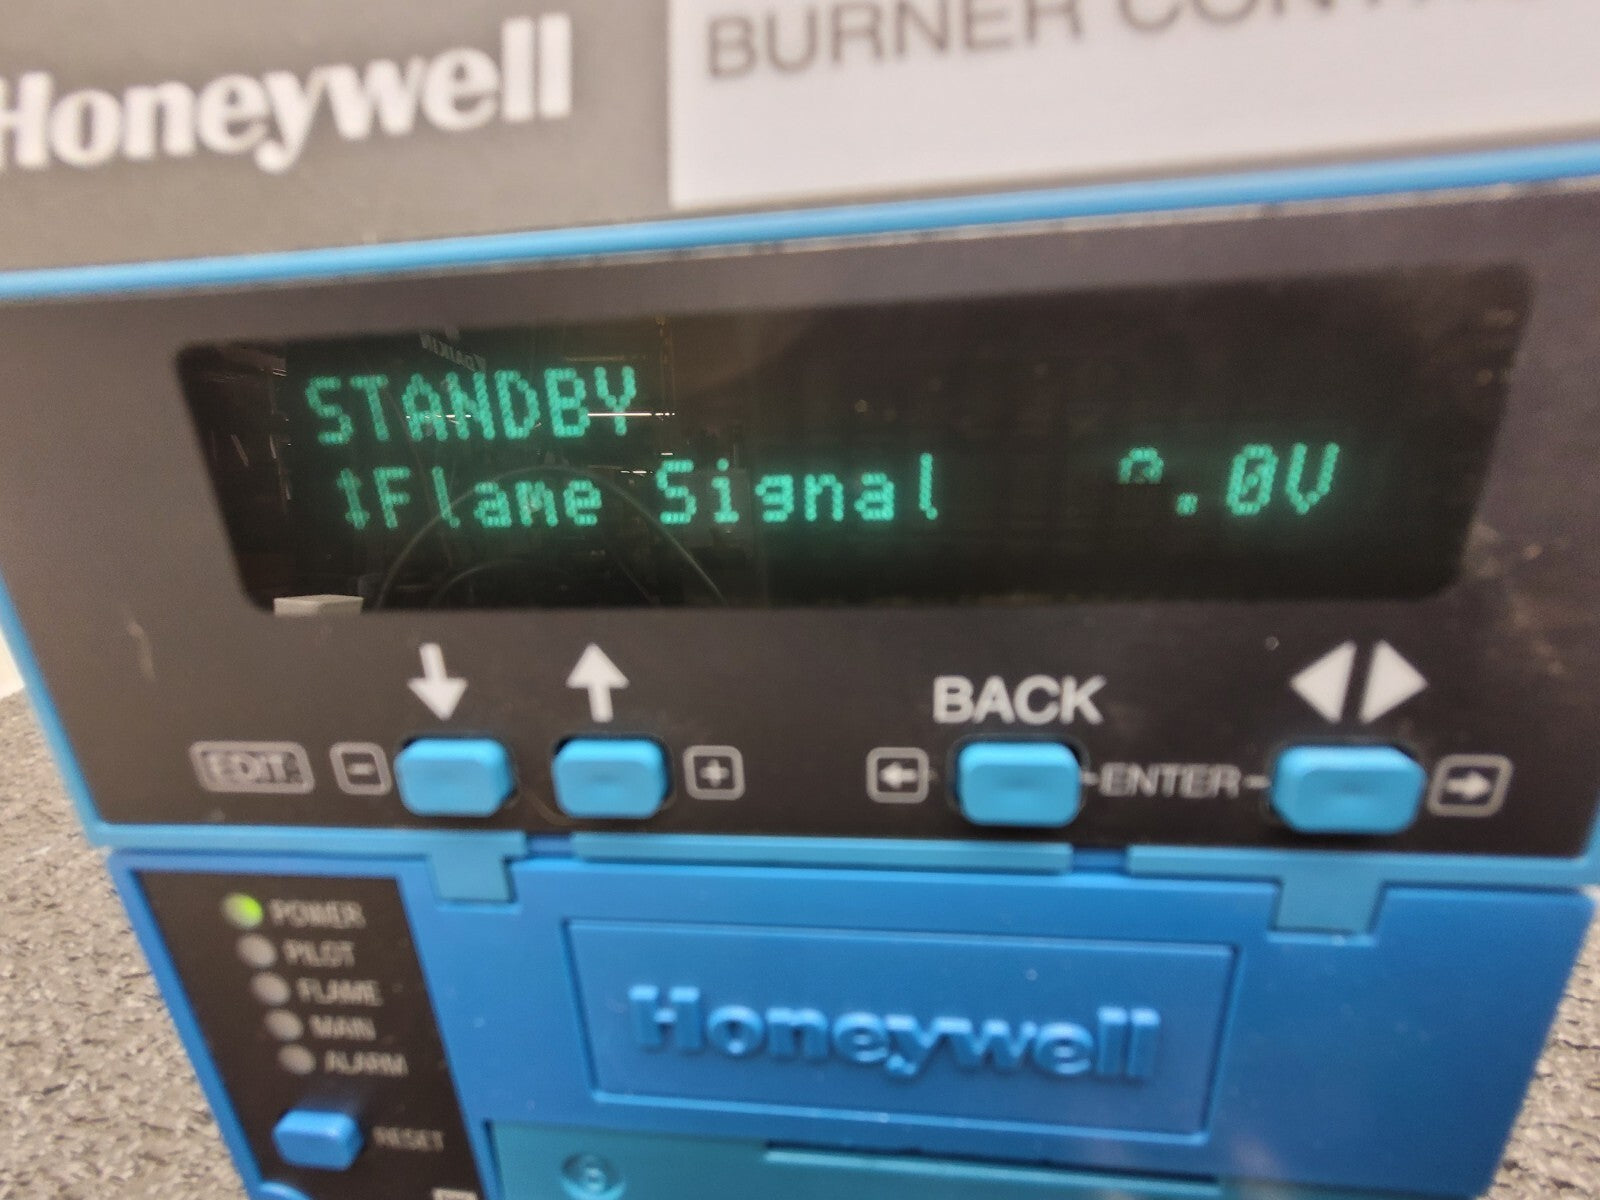 Honeywell
BURNER CONT
STANDBY
↕Flame Signal .0V
BACK
EDIT - + ← -ENTER- →
POWER
PILOT
FLAME
MAIN
ALARM
Honeywell
RESET